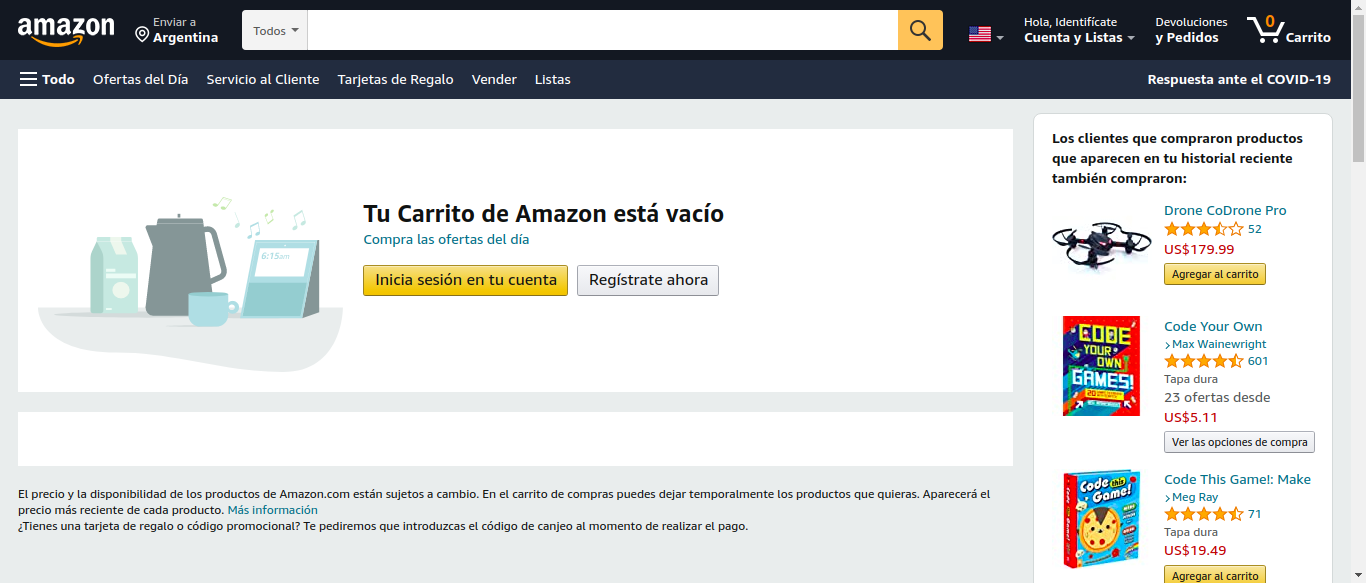 amazon
Enviar a
Argentina
Todos
Hola, Identifícate
Cuenta y Listas
Devoluciones
y Pedidos
0
Carrito
Todo
Ofertas del Día
Servicio al Cliente
Tarjetas de Regalo
Vender
Listas
Respuesta ante el COVID-19
6:15am
Tu Carrito de Amazon está vacío
Compra las ofertas del día
Inicia sesión en tu cuenta
Regístrate ahora
El precio y la disponibilidad de los productos de Amazon.com están sujetos a cambio. En el carrito de compras puedes dejar temporalmente los productos que quieras. Aparecerá el
precio más reciente de cada producto. Más información
¿Tienes una tarjeta de regalo o código promocional? Te pediremos que introduzcas el código de canjeo al momento de realizar el pago.
Los clientes que compraron productos
que aparecen en tu historial reciente
también compraron:
Drone CoDrone Pro
52
US$179.99
Agregar al carrito
CODE
YOUR
OWN
GAMES!
20
Code Your Own
›Max Wainewright
601
Tapa dura
23 ofertas desde
US$5.11
Ver las opciones de compra
Code this
Game!
Code This Game!: Make
›Meg Ray
71
Tapa dura
US$19.49
Agregar al carrito